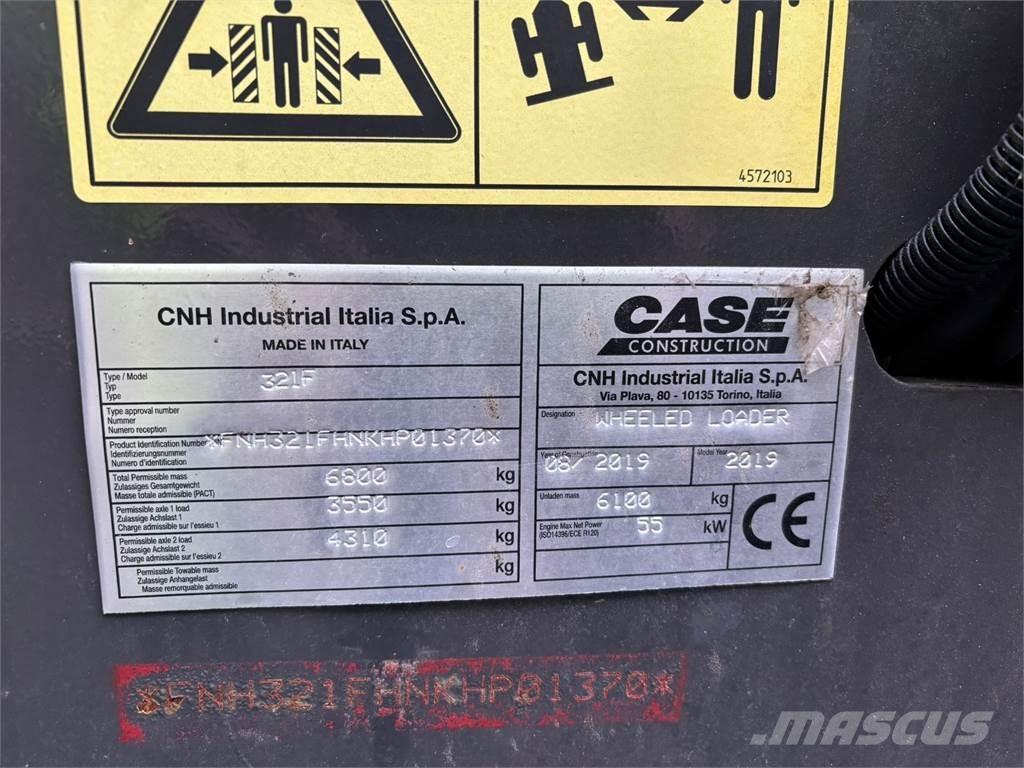 4572103
CNH Industrial Italia S.p.A.
MADE IN ITALY
Type / Model
Typ
Type
321F
Type approval number
Nummer
Numero reception
Product Identification Number
Identifizierungsnummer
Numero d'identification
*FNH321FHNKHP01370*
Total Permissible mass
Zulassiges Gesamtgewicht
Masse totale admissible (PACT)
6800 kg
Permissible axle 1 load
Zulassige Achslast 1
Charge admissible sur l'essieu 1
3550 kg
Permissible axle 2 load
Zulassige Achslast 2
Charge admissible sur l'essieu 2
4310 kg
Permissible Towable mass
Zulassige Anhangelast
Masse remorquable admissible
kg
CASE
CONSTRUCTION
CNH Industrial Italia S.p.A.
Via Plava, 80 - 10135 Torino, Italia
Designation
WHEELED LOADER
Year of Construction
08/ 2019
Model Year
2019
Unladen mass
6100 kg
Engine Max Net Power
(ISO14396/ECE R120)
55 kW
CE
*FNH321FHNKHP01370*
MASCUS